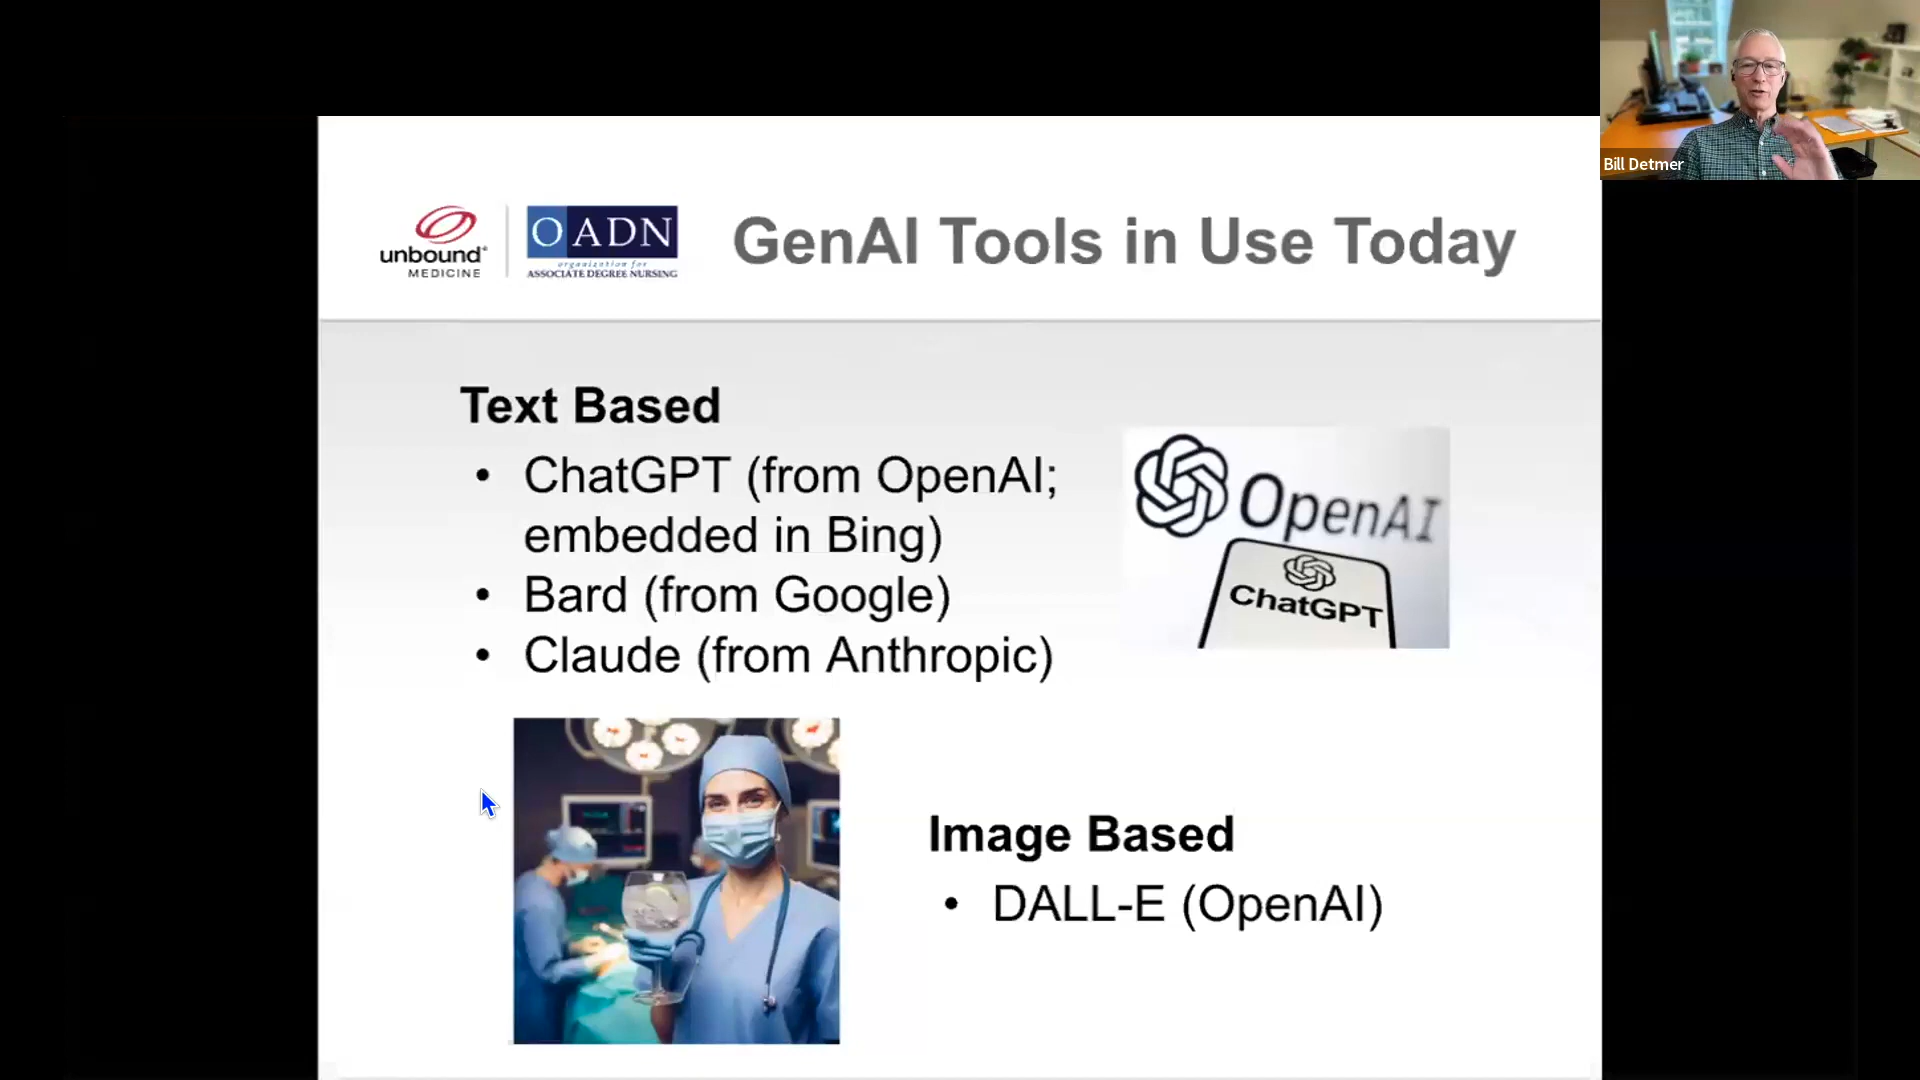 Bill Detmer
unbound®
MEDICINE
OADN
organization for
ASSOCIATE DEGREE NURSING
GenAI Tools in Use Today
Text Based
• ChatGPT (from OpenAI;
embedded in Bing)
• Bard (from Google)
• Claude (from Anthropic)
OpenAI
ChatGPT
Image Based
• DALL-E (OpenAI)